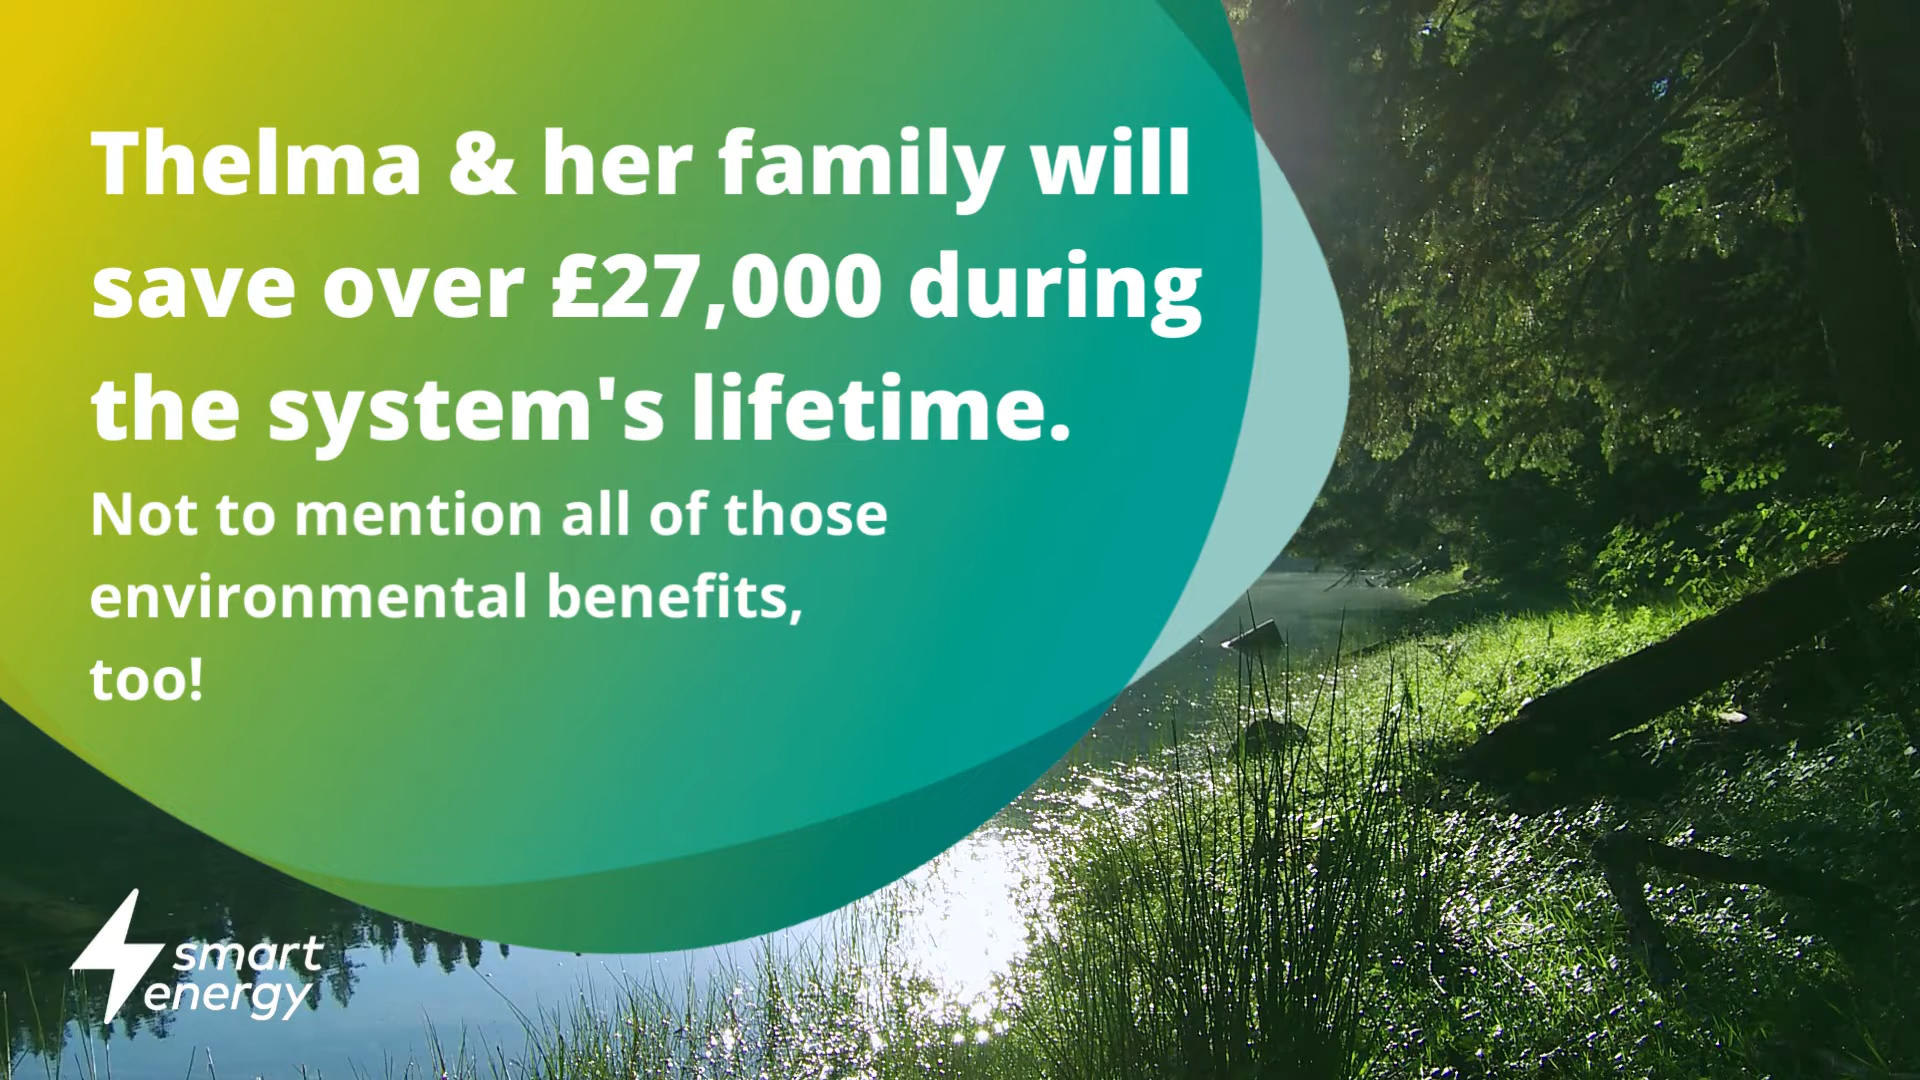 Thelma & her family will
save over £27,000 during
the system's lifetime.
Not to mention all of those
environmental benefits,
too!
smart
energy